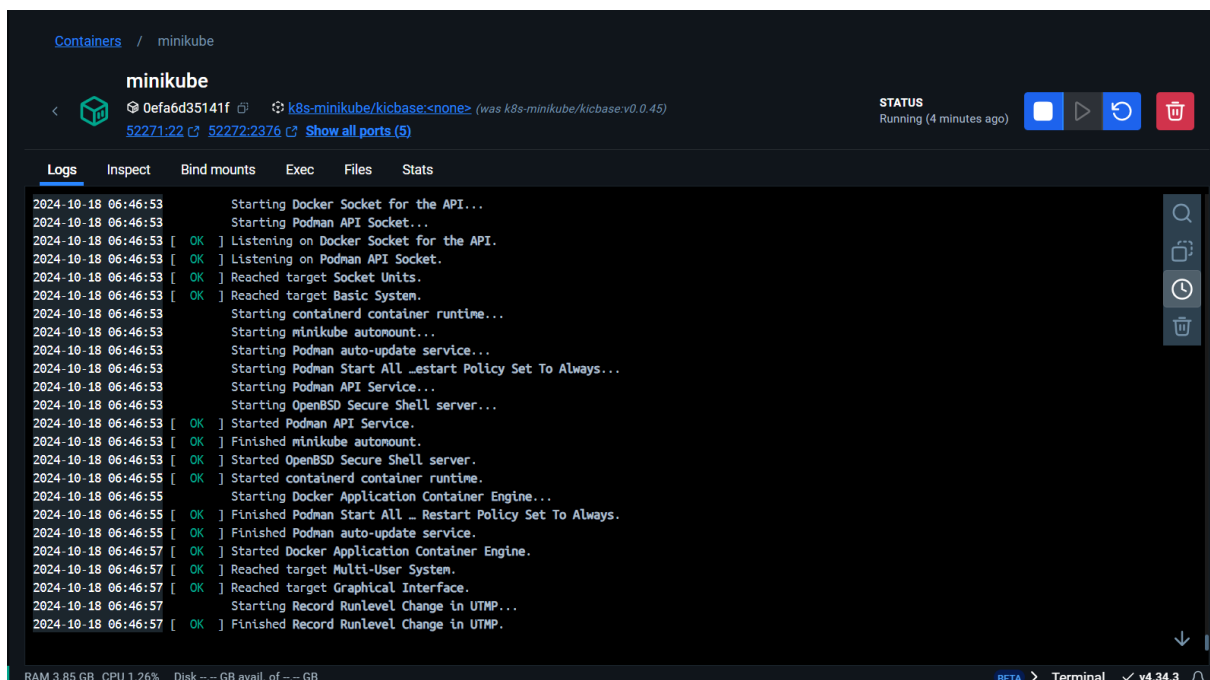 Containers / minikube
minikube
0efa6d35141f k8s-minikube/kicbase:<none> (was k8s-minikube/kicbase:v0.0.45)
52271:22 52272:2376 Show all ports (5)
STATUS
Running (4 minutes ago)
Logs Inspect Bind mounts Exec Files Stats
2024-10-18 06:46:53 Starting Docker Socket for the API...
2024-10-18 06:46:53 Starting Podman API Socket...
2024-10-18 06:46:53 [ OK ] Listening on Docker Socket for the API.
2024-10-18 06:46:53 [ OK ] Listening on Podman API Socket.
2024-10-18 06:46:53 [ OK ] Reached target Socket Units.
2024-10-18 06:46:53 [ OK ] Reached target Basic System.
2024-10-18 06:46:53 Starting containerd container runtime...
2024-10-18 06:46:53 Starting minikube automount...
2024-10-18 06:46:53 Starting Podman auto-update service...
2024-10-18 06:46:53 Starting Podman Start All …estart Policy Set To Always...
2024-10-18 06:46:53 Starting Podman API Service...
2024-10-18 06:46:53 Starting OpenBSD Secure Shell server...
2024-10-18 06:46:53 [ OK ] Started Podman API Service.
2024-10-18 06:46:53 [ OK ] Finished minikube automount.
2024-10-18 06:46:53 [ OK ] Started OpenBSD Secure Shell server.
2024-10-18 06:46:55 [ OK ] Started containerd container runtime.
2024-10-18 06:46:55 Starting Docker Application Container Engine...
2024-10-18 06:46:55 [ OK ] Finished Podman Start All … Restart Policy Set To Always.
2024-10-18 06:46:55 [ OK ] Finished Podman auto-update service.
2024-10-18 06:46:57 [ OK ] Started Docker Application Container Engine.
2024-10-18 06:46:57 [ OK ] Reached target Multi-User System.
2024-10-18 06:46:57 [ OK ] Reached target Graphical Interface.
2024-10-18 06:46:57 Starting Record Runlevel Change in UTMP...
2024-10-18 06:46:57 [ OK ] Finished Record Runlevel Change in UTMP.
RAM 3.85 GB CPU 1.26% Disk -.-- GB avail. of -.-- GB BETA Terminal v4.34.3